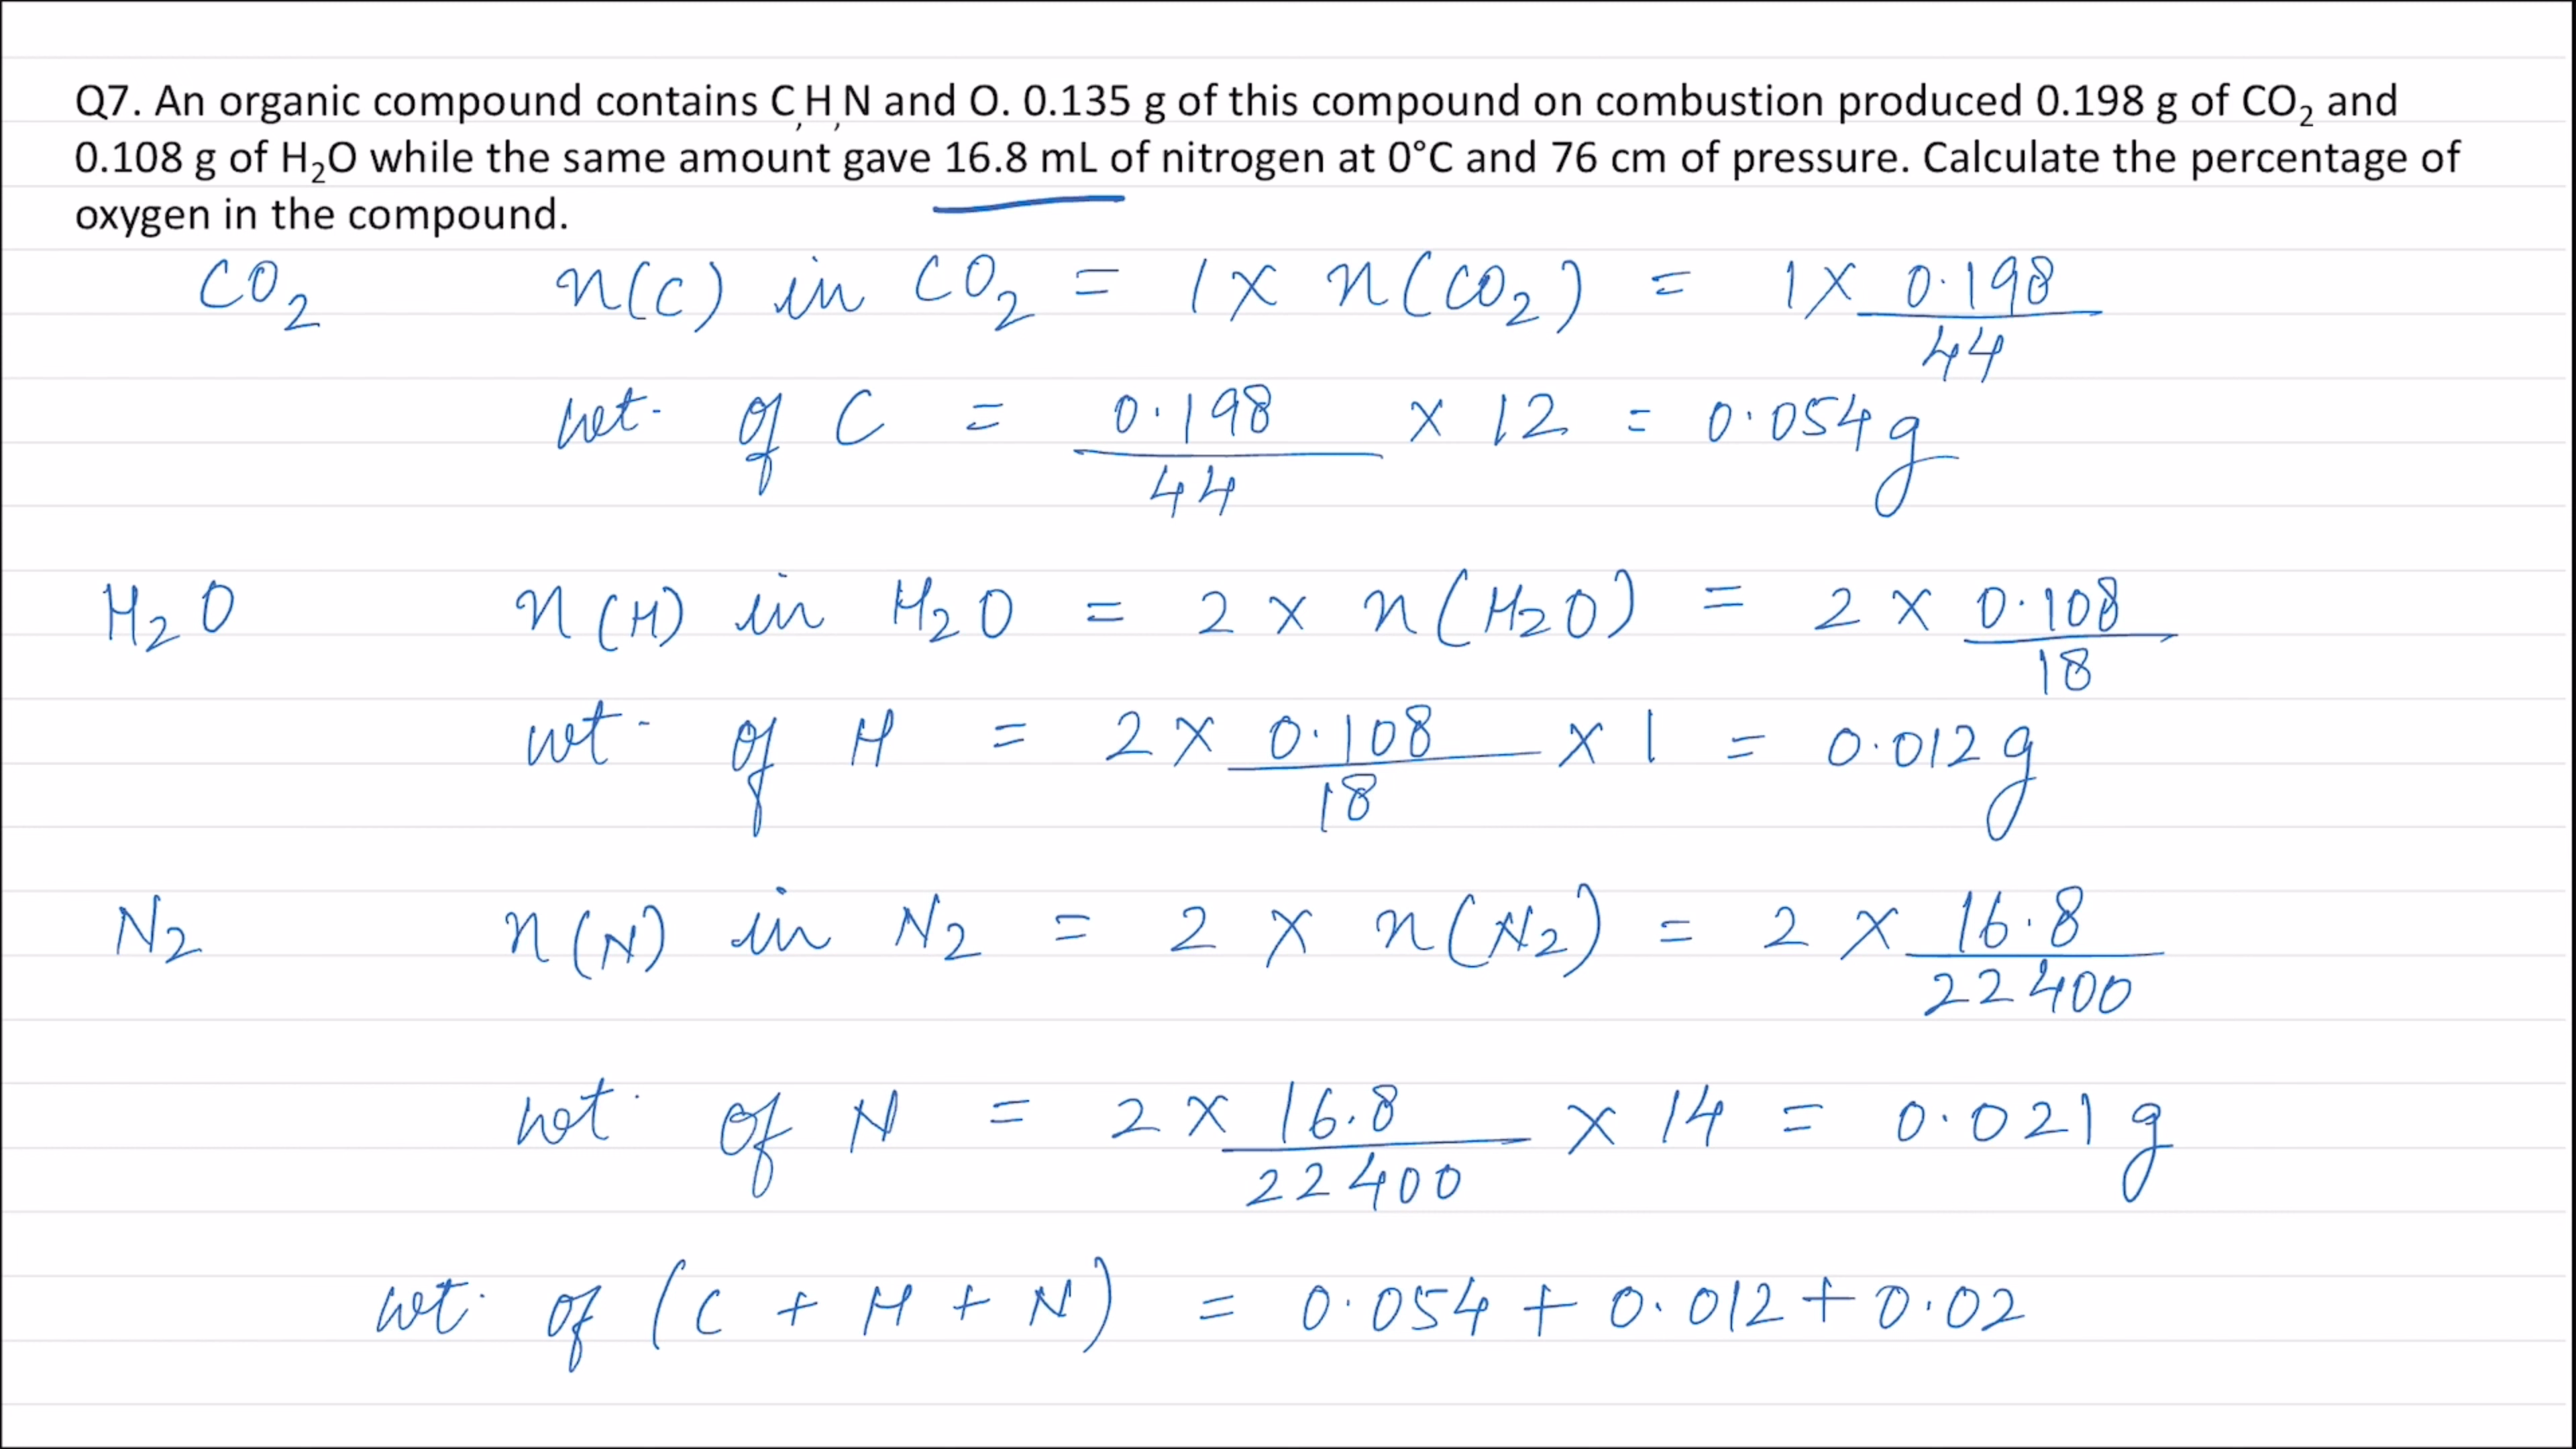 Q7. An organic compound contains C,H,N and O. 0.135 g of this compound on combustion produced 0.198 g of CO₂ and
0.108 g of H₂O while the same amount gave 16.8 mL of nitrogen at 0°C and 76 cm of pressure. Calculate the percentage of
oxygen in the compound.
CO₂ n(C) in CO₂ = 1 × n(CO₂) = 1 × 0.198
44
wt. of C = 0.198 × 12 = 0.054 g
44
H₂O n(H) in H₂O = 2 × n(H₂O) = 2 × 0.108
18
wt. of H = 2 × 0.108 × 1 = 0.012 g
18
N₂ n(N) in N₂ = 2 × n(N₂) = 2 × 16.8
22400
wt. of N = 2 × 16.8 × 14 = 0.021 g
22400
wt. of (C + H + N) = 0.054 + 0.012 + 0.02